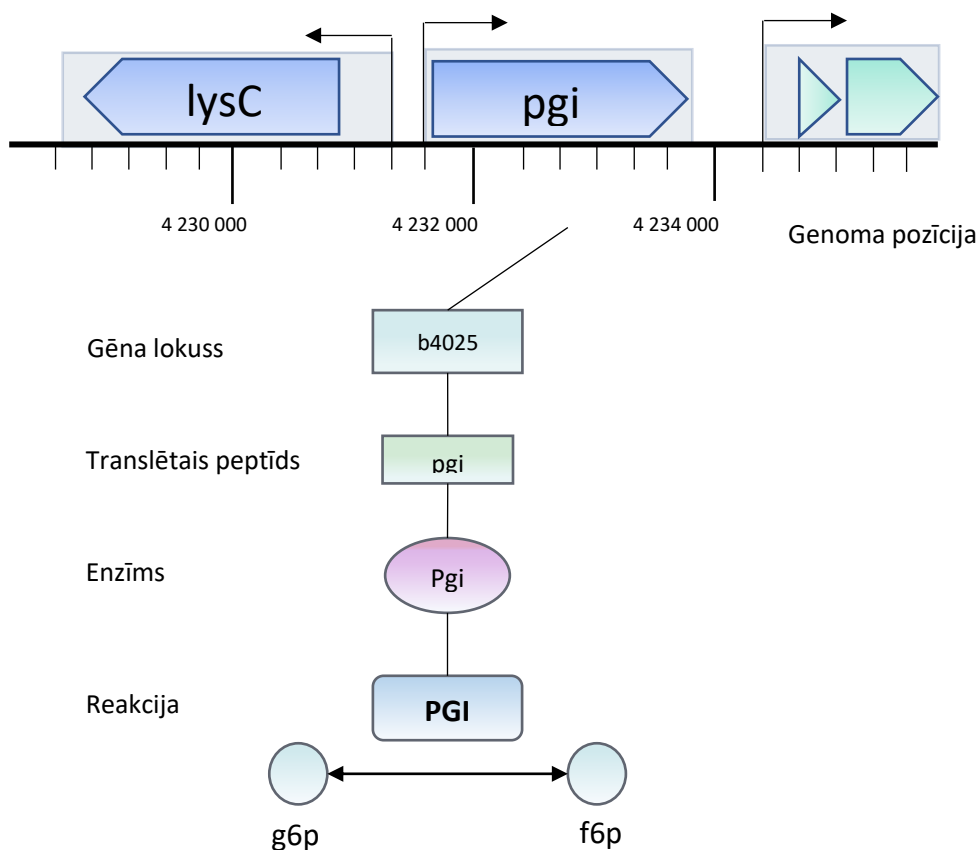 lysC
pgi
4 230 000
4 232 000
4 234 000
Genoma pozīcija
Gēna lokuss
b4025
Translētais peptīds
pgi
Enzīms
Pgi
Reakcija
PGI
g6p
f6p